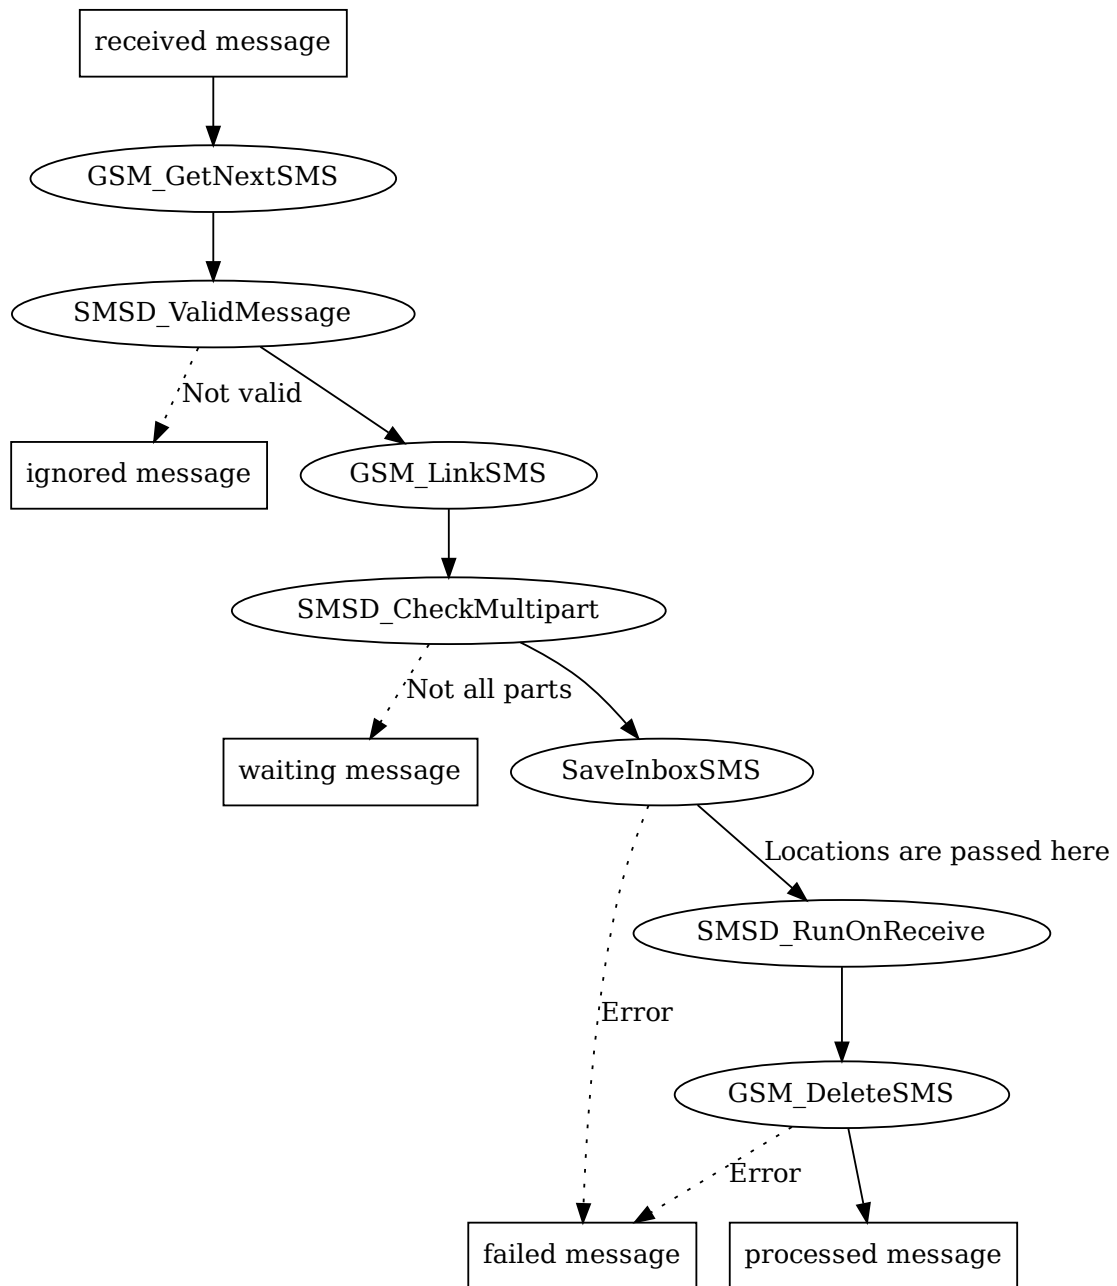 received message
GSM_GetNextSMS
SMSD_ValidMessage
Not valid
ignored message
GSM_LinkSMS
SMSD_CheckMultipart
Not all parts
waiting message
SaveInboxSMS
Locations are passed here
SMSD_RunOnReceive
Error
GSM_DeleteSMS
Error
failed message
processed message